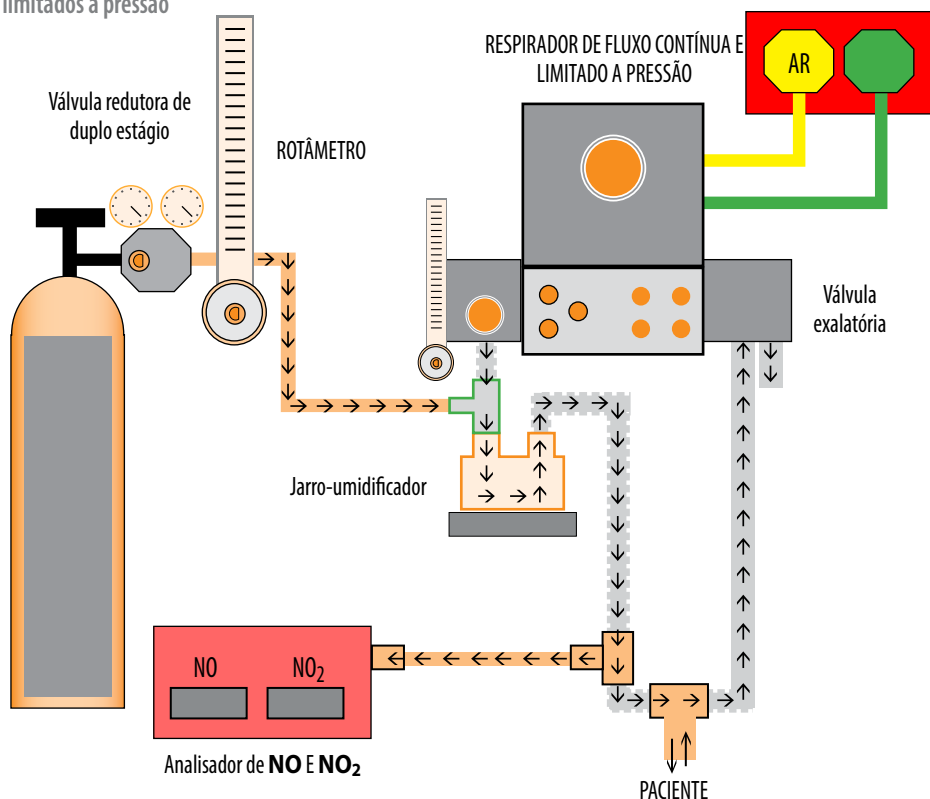 limitados a pressão
RESPIRADOR DE FLUXO CONTÍNUA E
LIMITADO A PRESSÃO
AR
Válvula redutora de
duplo estágio
ROTÂMETRO
Válvula
exalatória
Jarro-umidificador
NO
NO₂
Analisador de NO E NO₂
PACIENTE